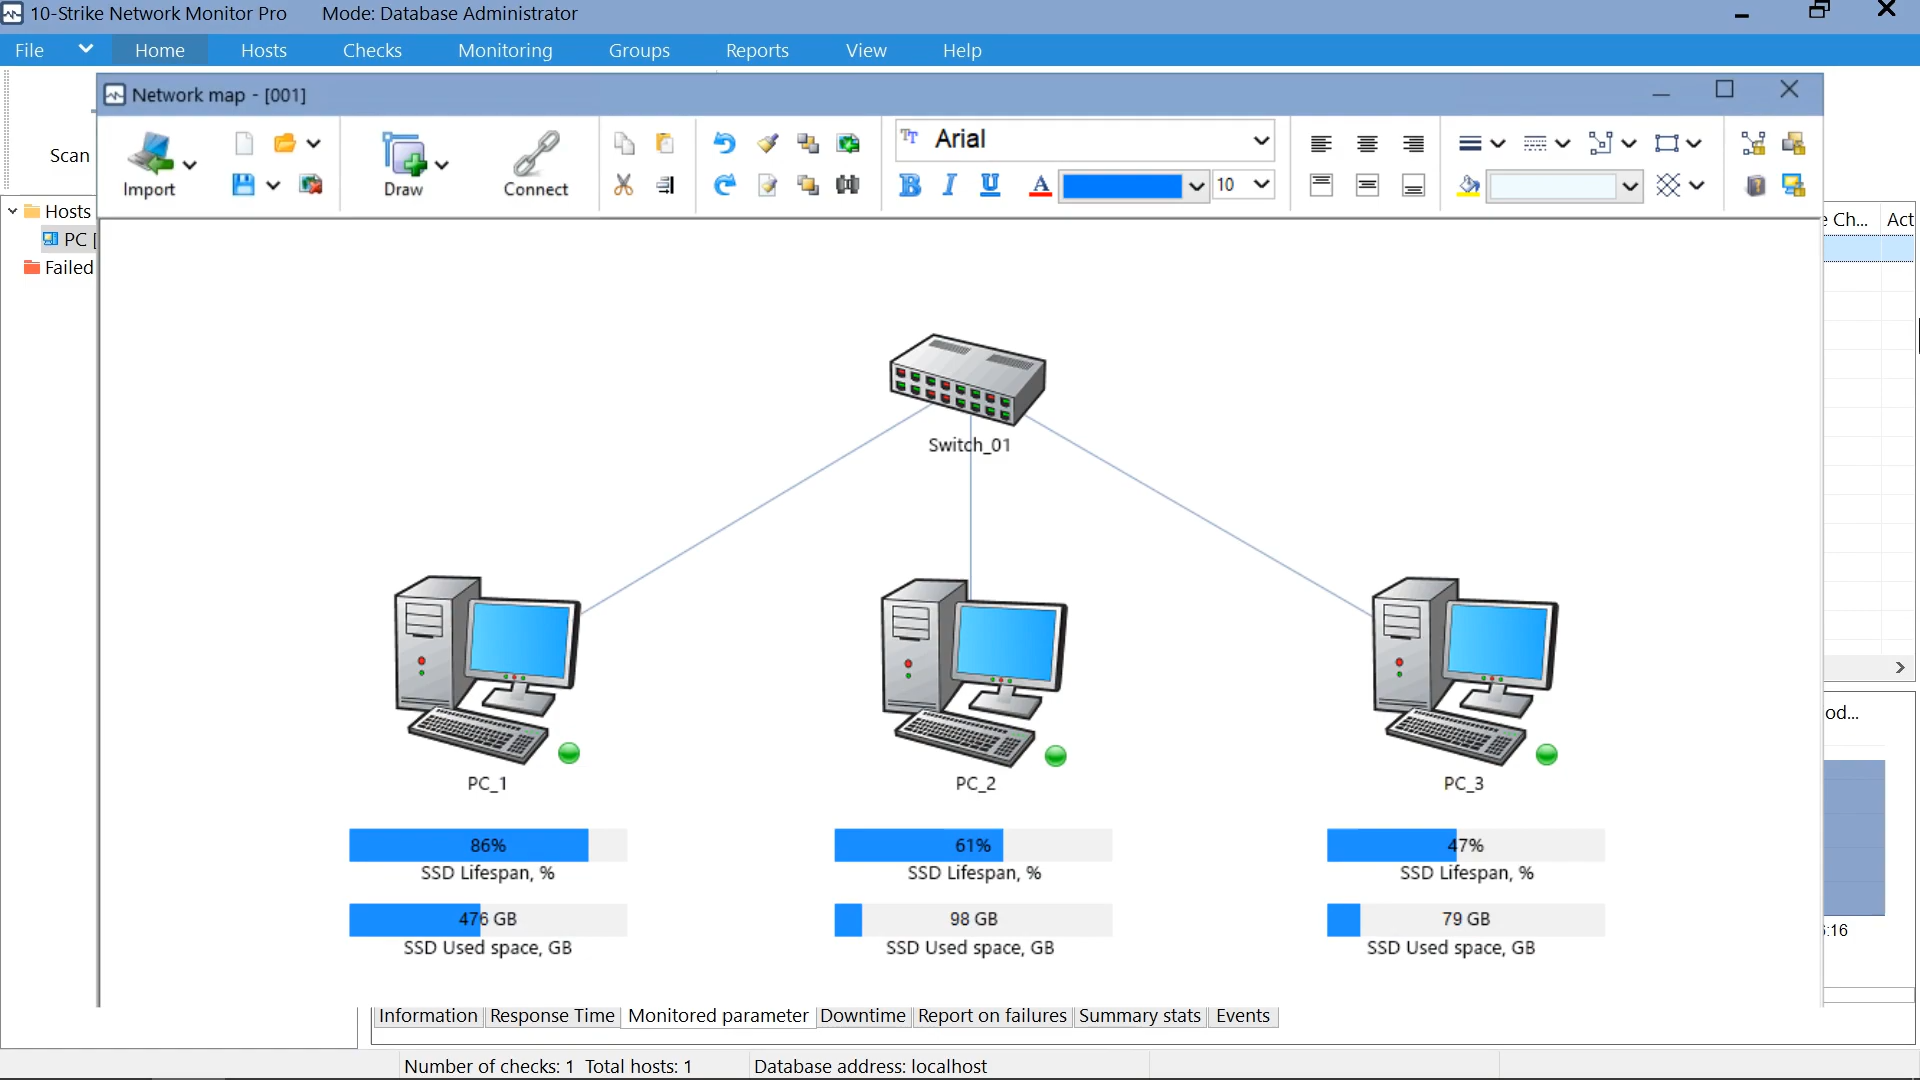 10-Strike Network Monitor Pro Mode: Database Administrator
File Home Hosts Checks Monitoring Groups Reports View Help
Network map - [001]
Scan
Import
Draw
Connect
Arial
10
Hosts
PC [
Failed
Ch...
Act
Switch_01
PC_1
PC_2
PC_3
86%
SSD Lifespan, %
61%
SSD Lifespan, %
47%
SSD Lifespan, %
476 GB
SSD Used space, GB
98 GB
SSD Used space, GB
79 GB
SSD Used space, GB
od...
:16
Information Response Time Monitored parameter Downtime Report on failures Summary stats Events
Number of checks: 1 Total hosts: 1 Database address: localhost